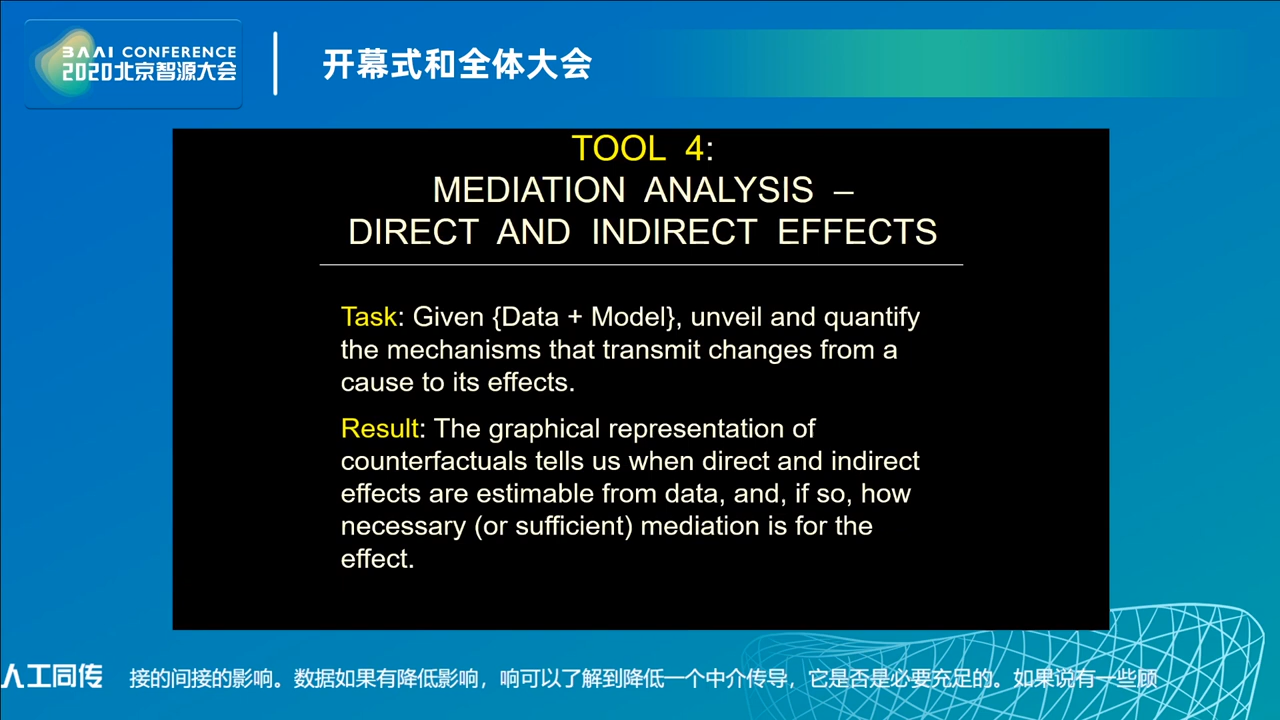 BAAI CONFERENCE
2020北京智源大会
开幕式和全体大会
TOOL 4:
MEDIATION ANALYSIS –
DIRECT AND INDIRECT EFFECTS
Task: Given {Data + Model}, unveil and quantify
the mechanisms that transmit changes from a
cause to its effects.
Result: The graphical representation of
counterfactuals tells us when direct and indirect
effects are estimable from data, and, if so, how
necessary (or sufficient) mediation is for the
effect.
人工同传 接的间接的影响。数据如果有降低影响，响可以了解到降低一个中介传导，它是否是必要充足的。如果说有一些顾